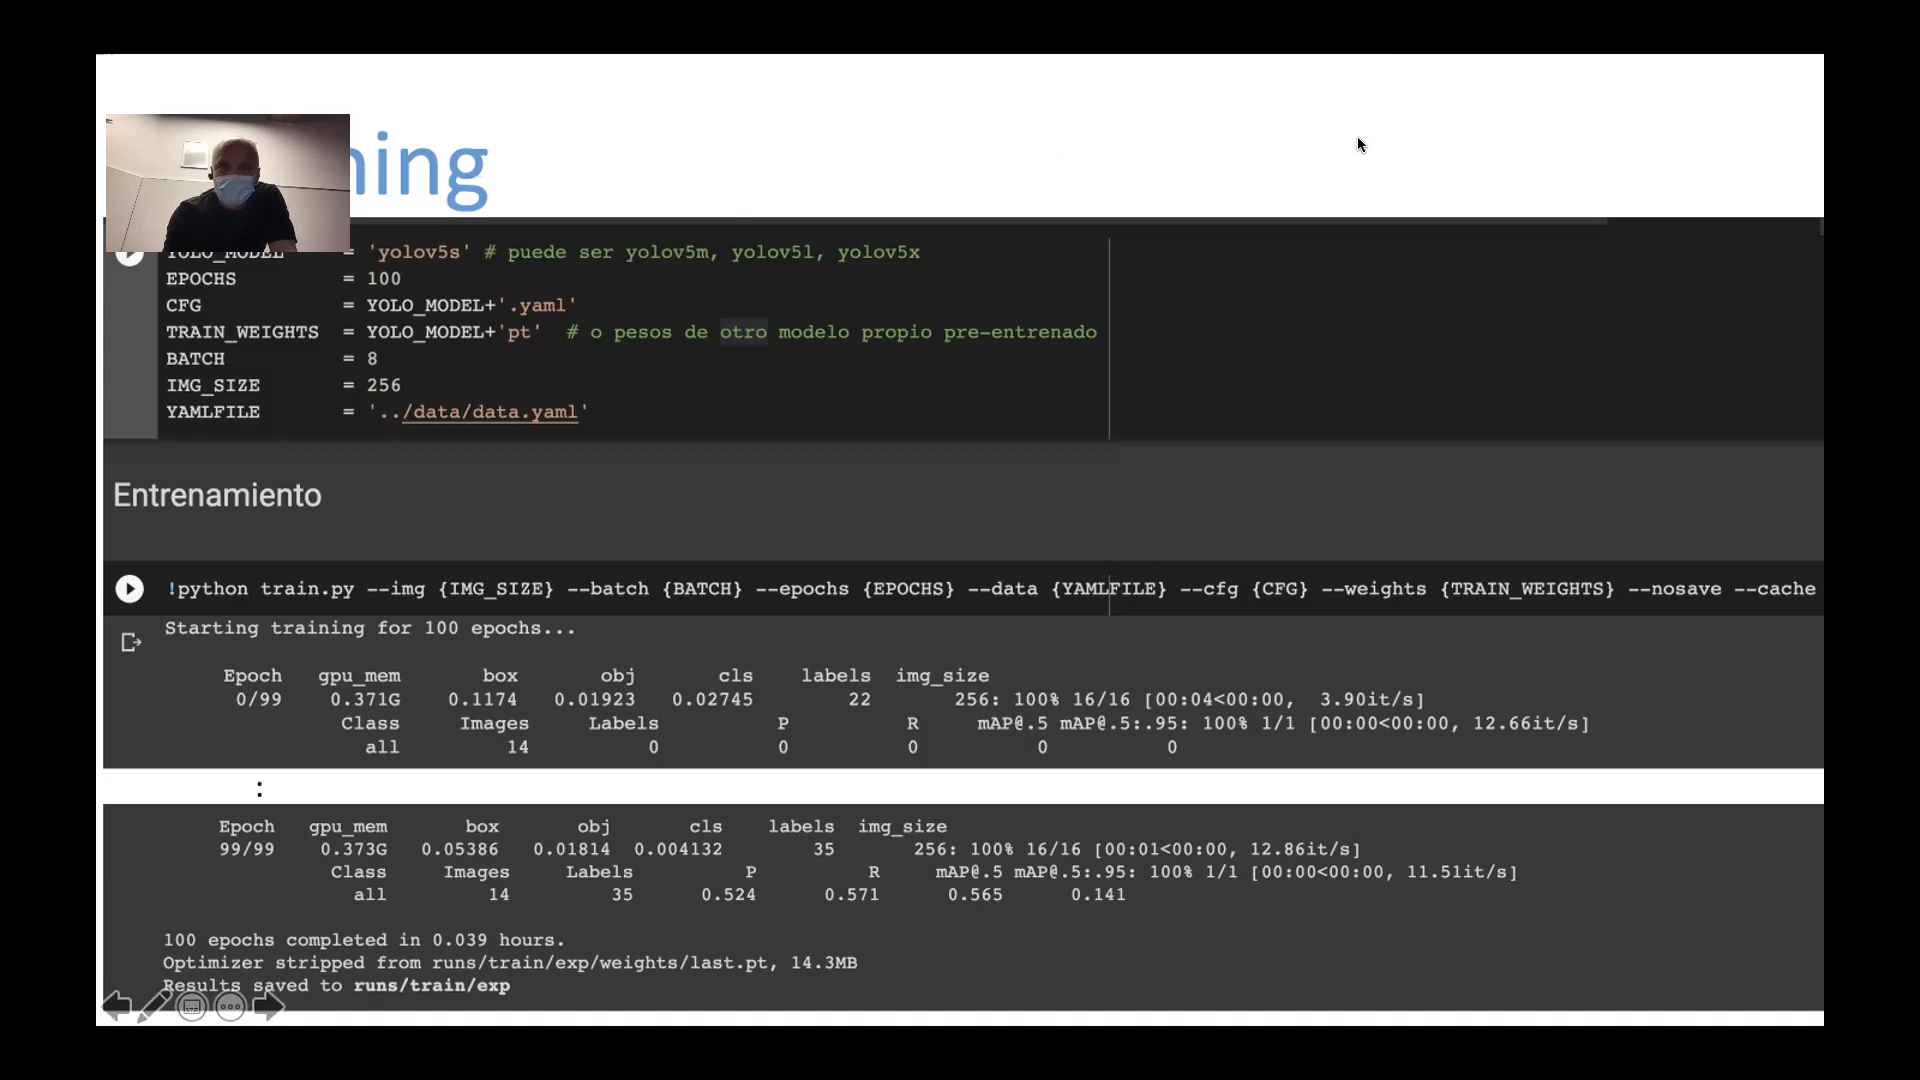 ning
YOLO_MODEL = 'yolov5s' # puede ser yolov5m, yolov5l, yolov5x
EPOCHS = 100
CFG = YOLO_MODEL+'.yaml'
TRAIN_WEIGHTS = YOLO_MODEL+'pt' # o pesos de otro modelo propio pre-entrenado
BATCH = 8
IMG_SIZE = 256
YAMLFILE = '../data/data.yaml'
Entrenamiento
!python train.py --img {IMG_SIZE} --batch {BATCH} --epochs {EPOCHS} --data {YAMLFILE} --cfg {CFG} --weights {TRAIN_WEIGHTS} --nosave --cache
Starting training for 100 epochs...
Epoch gpu_mem box obj cls labels img_size
0/99 0.371G 0.1174 0.01923 0.02745 22 256: 100% 16/16 [00:04<00:00, 3.90it/s]
Class Images Labels P R mAP@.5 mAP@.5:.95: 100% 1/1 [00:00<00:00, 12.66it/s]
all 14 0 0 0 0 0
:
Epoch gpu_mem box obj cls labels img_size
99/99 0.373G 0.05386 0.01814 0.004132 35 256: 100% 16/16 [00:01<00:00, 12.86it/s]
Class Images Labels P R mAP@.5 mAP@.5:.95: 100% 1/1 [00:00<00:00, 11.51it/s]
all 14 35 0.524 0.571 0.565 0.141
100 epochs completed in 0.039 hours.
Optimizer stripped from runs/train/exp/weights/last.pt, 14.3MB
Results saved to runs/train/exp